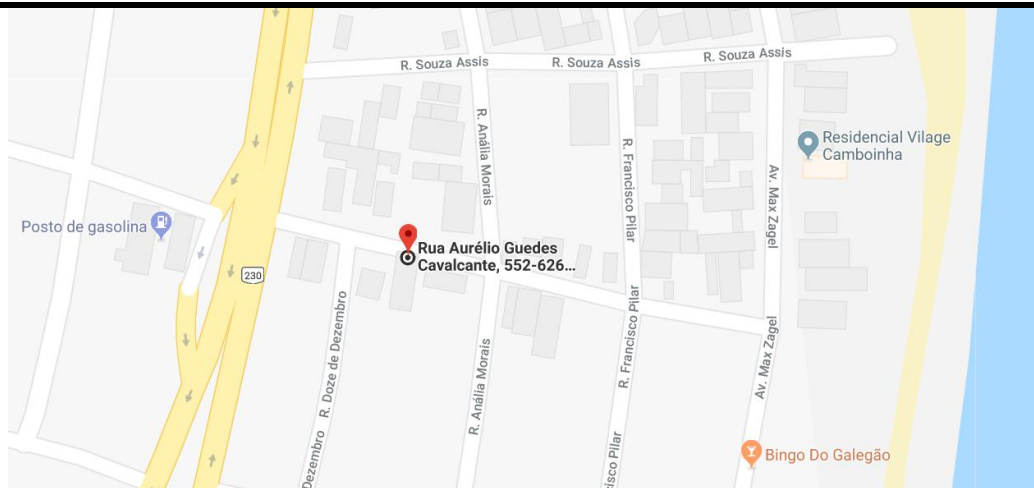 R. Souza Assis
R. Souza Assis
R. Souza Assis
R. Anália Morais
R. Francisco Pilar
Av. Max Zagel
Residencial Vilage
Camboinha
Posto de gasolina
Rua Aurélio Guedes
Cavalcante, 552-626...
230
R. Doze de Dezembro
R. Anália Morais
R. Francisco Pilar
Av. Max Zagel
Dezembro
isco Pilar
Bingo Do Galegão